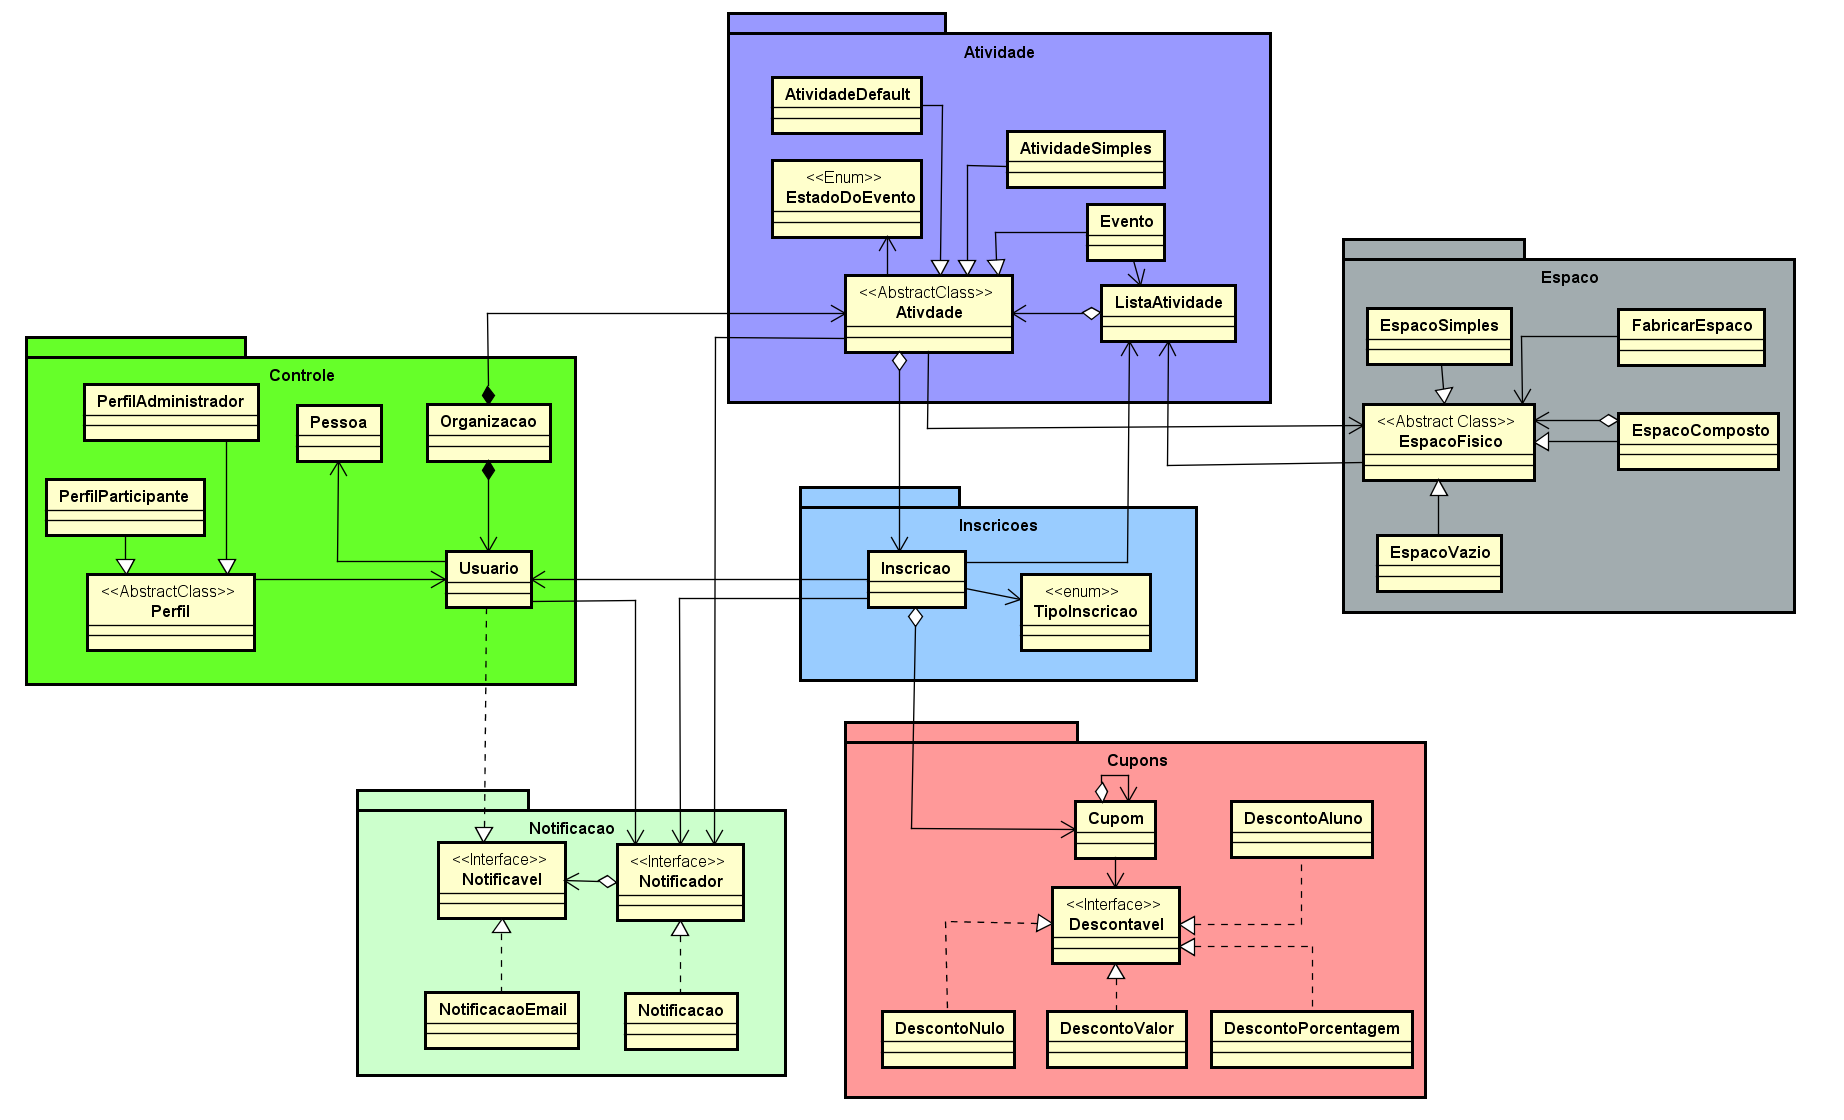 Atividade
AtividadeDefault
AtividadeSimples
<<Enum>>
EstadoDoEvento
Evento
<<AbstractClass>>
Ativdade
ListaAtividade
Espaco
EspacoSimples
FabricarEspaco
<<Abstract Class>>
EspacoFisico
EspacoComposto
EspacoVazio
Controle
PerfilAdministrador
Pessoa
Organizacao
PerfilParticipante
Usuario
<<AbstractClass>>
Perfil
Inscricoes
Inscricao
<<enum>>
TipoInscricao
Notificacao
<<Interface>>
Notificavel
<<Interface>>
Notificador
NotificacaoEmail
Notificacao
Cupons
Cupom
DescontoAluno
<<Interface>>
Descontavel
DescontoNulo
DescontoValor
DescontoPorcentagem